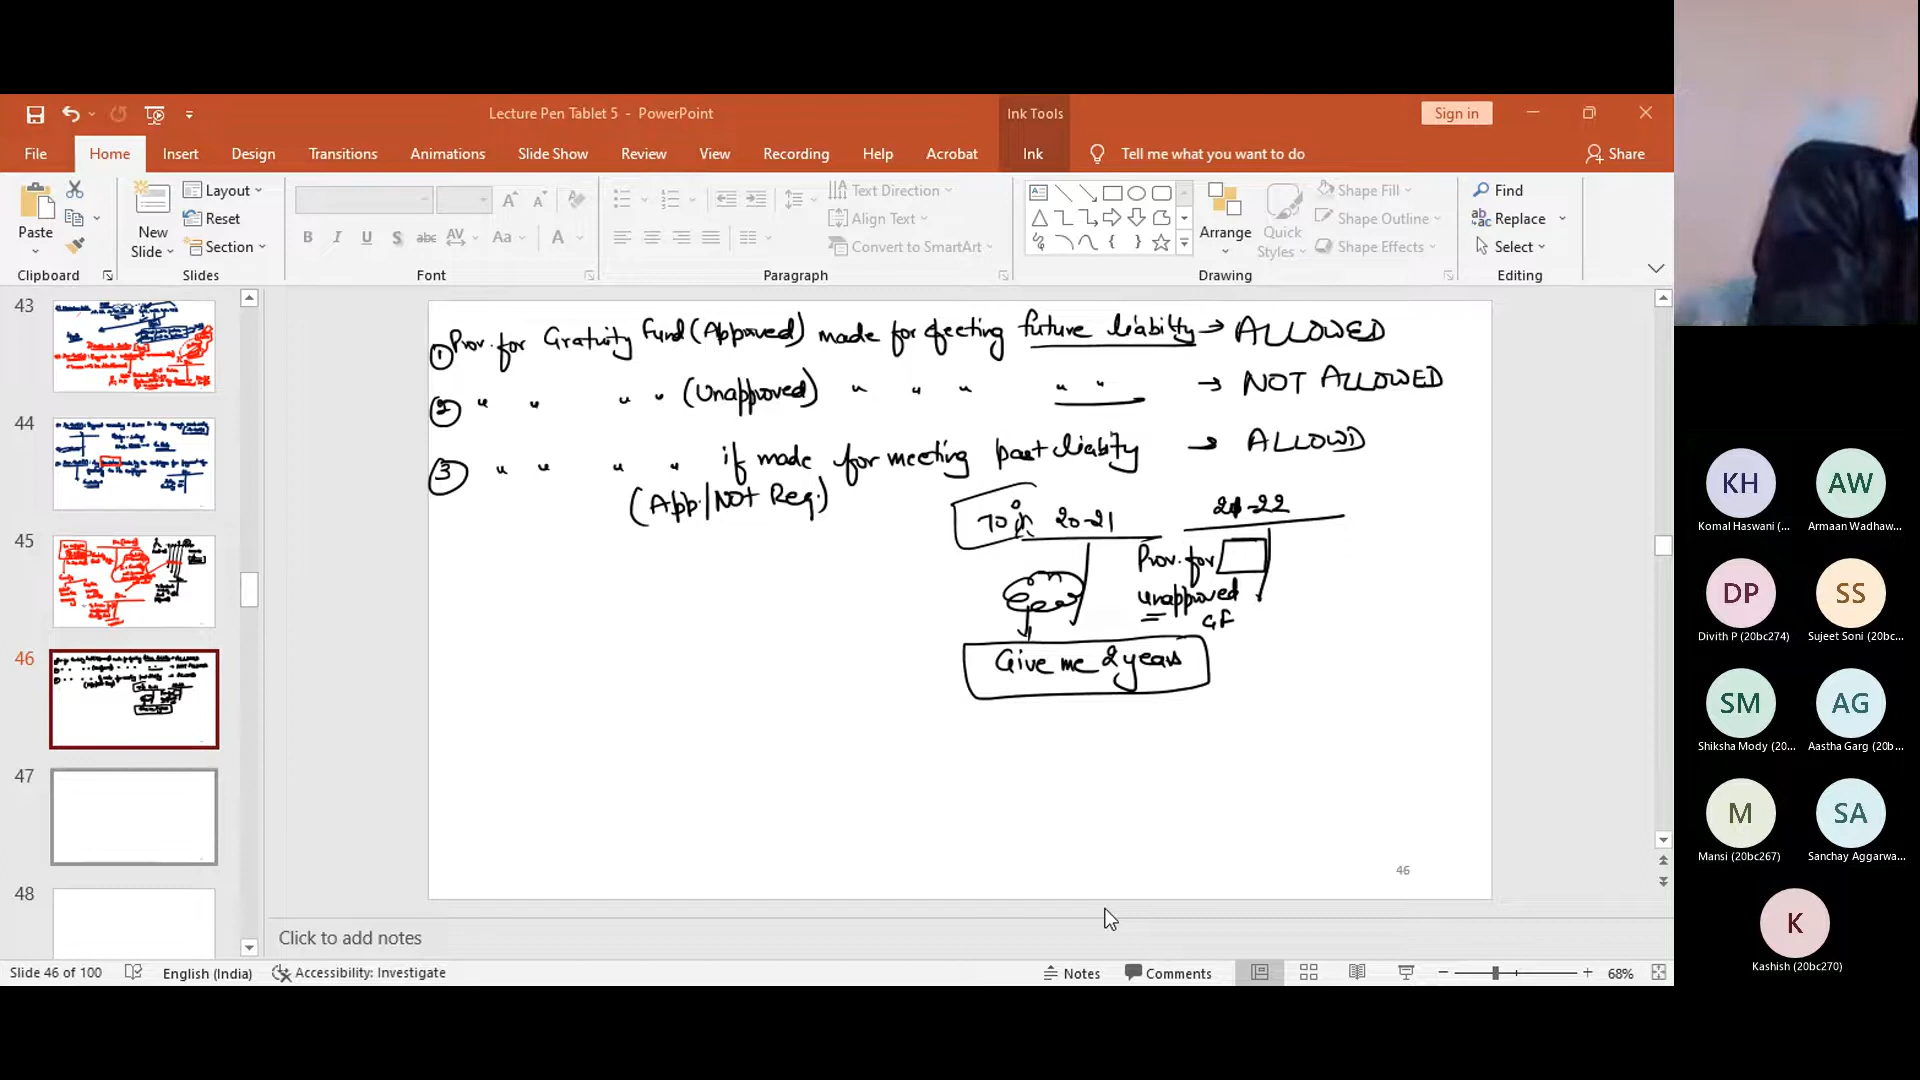 Lecture Pen Tablet 5 - PowerPoint
Ink Tools
Sign in
File Home Insert Design Transitions Animations Slide Show Review View Recording Help Acrobat Ink Tell me what you want to do Share
Paste
Clipboard
New Slide
Layout
Reset
Section
Slides
Font
Text Direction
Align Text
Convert to SmartArt
Paragraph
Arrange
Quick Styles
Shape Fill
Shape Outline
Shape Effects
Drawing
Find
Replace
Select
Editing
43
44
45
46
47
48
① Prov. for Gratuity Fund (Approved) made for future liability → ALLOWED
② " " " " (Unapproved) " " " " " → NOT ALLOWED
③ " " " " if made for meeting past liability → ALLOWD
(App./NOT Req.)
20-21
21-22
Prov. for
unapproved
GF
Give me 2 years
46
Click to add notes
Slide 46 of 100 English (India) Accessibility: Investigate Notes Comments 68%
KH
Komal Haswani (...
AW
Armaan Wadhaw...
DP
Divith P (20bc274)
SS
Sujeet Soni (20bc...
SM
Shiksha Mody (20...
AG
Aastha Garg (20b...
M
Mansi (20bc267)
SA
Sanchay Aggarwa...
K
Kashish (20bc270)